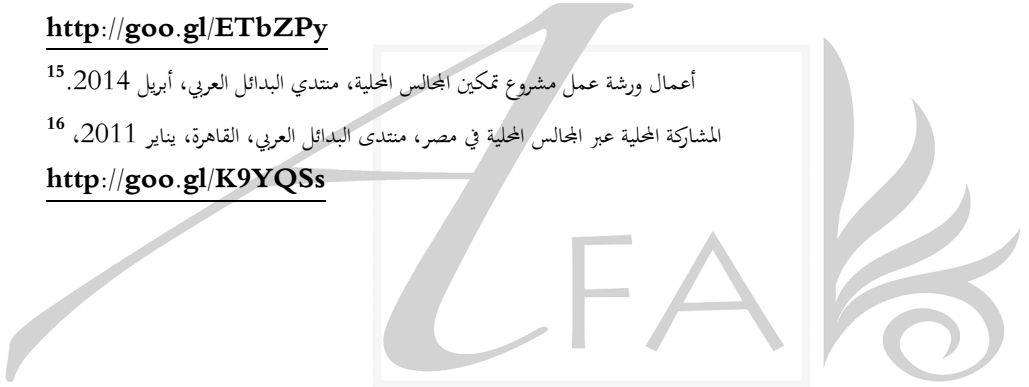 http://goo.gl/ETbZPy
15 أعمال ورشة عمل مشروع تمكين المجالس المحلية، منتدي البدائل العربي، أبريل 2014.
16 المشاركة المحلية عبر المجالس المحلية في مصر، منتدى البدائل العربي، القاهرة، يناير 2011،
http://goo.gl/K9YQSs
AFA